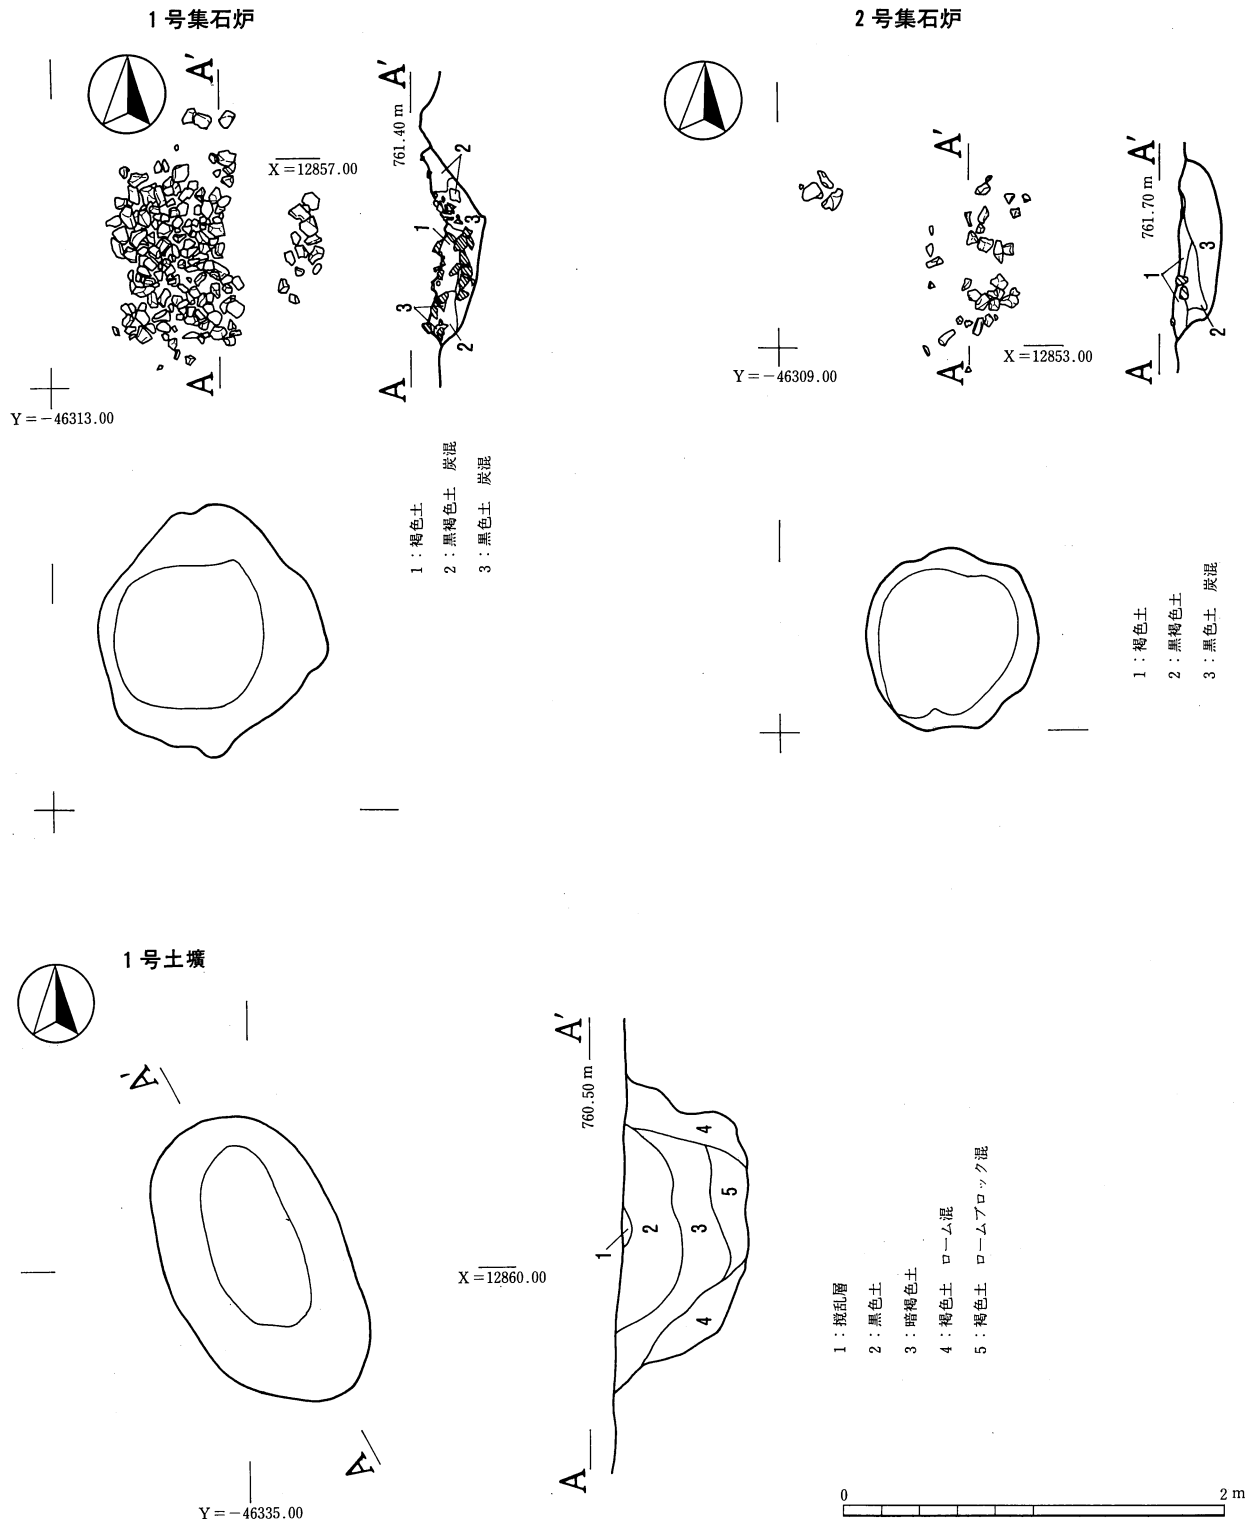 1号集石炉
A'
X=12857.00
A
Y=-46313.00
A'
761.40 m
2
3
1
3
2
A
1:褐色土
2:黒褐色土 炭混
3:黒色土 炭混
2号集石炉
A'
X=12853.00
A
Y=-46309.00
A'
761.70 m
3
1
2
A
1:褐色土
2:黒褐色土
3:黒色土 炭混
1号土壙
A'
A
X=12860.00
Y=-46335.00
A'
760.50 m
4
5
2
3
1
4
A
1:撹乱層
2:黒色土
3:暗褐色土
4:褐色土 ローム混
5:褐色土 ロームブロック混
0 2 m